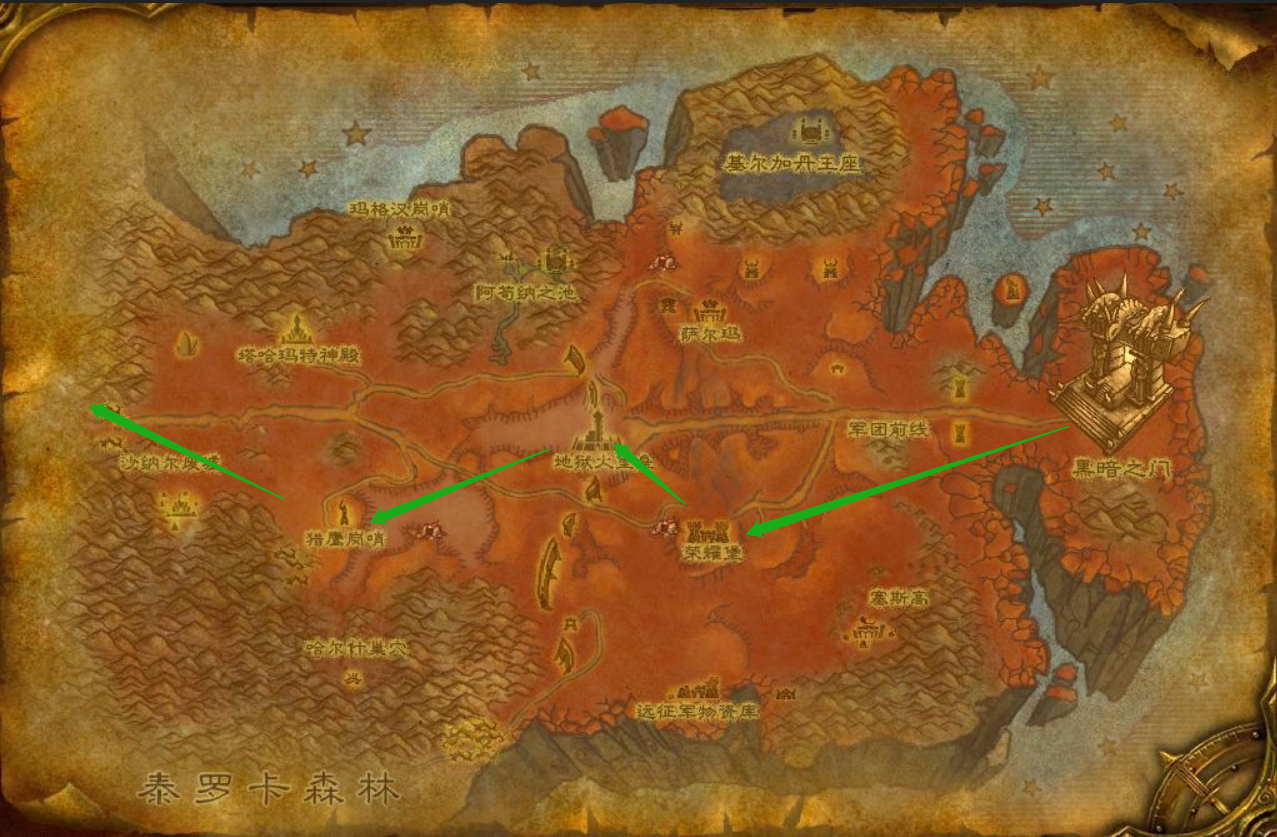 基尔加丹王座
玛格汉岗哨
阿苟纳之池
萨尔玛
塔哈玛特神殿
军团前线
沙纳尔废墟
地狱火堡垒
黑暗之门
猎鹰岗哨
荣耀堡
塞斯高
哈尔什巢穴
远征军物资库
泰罗卡森林